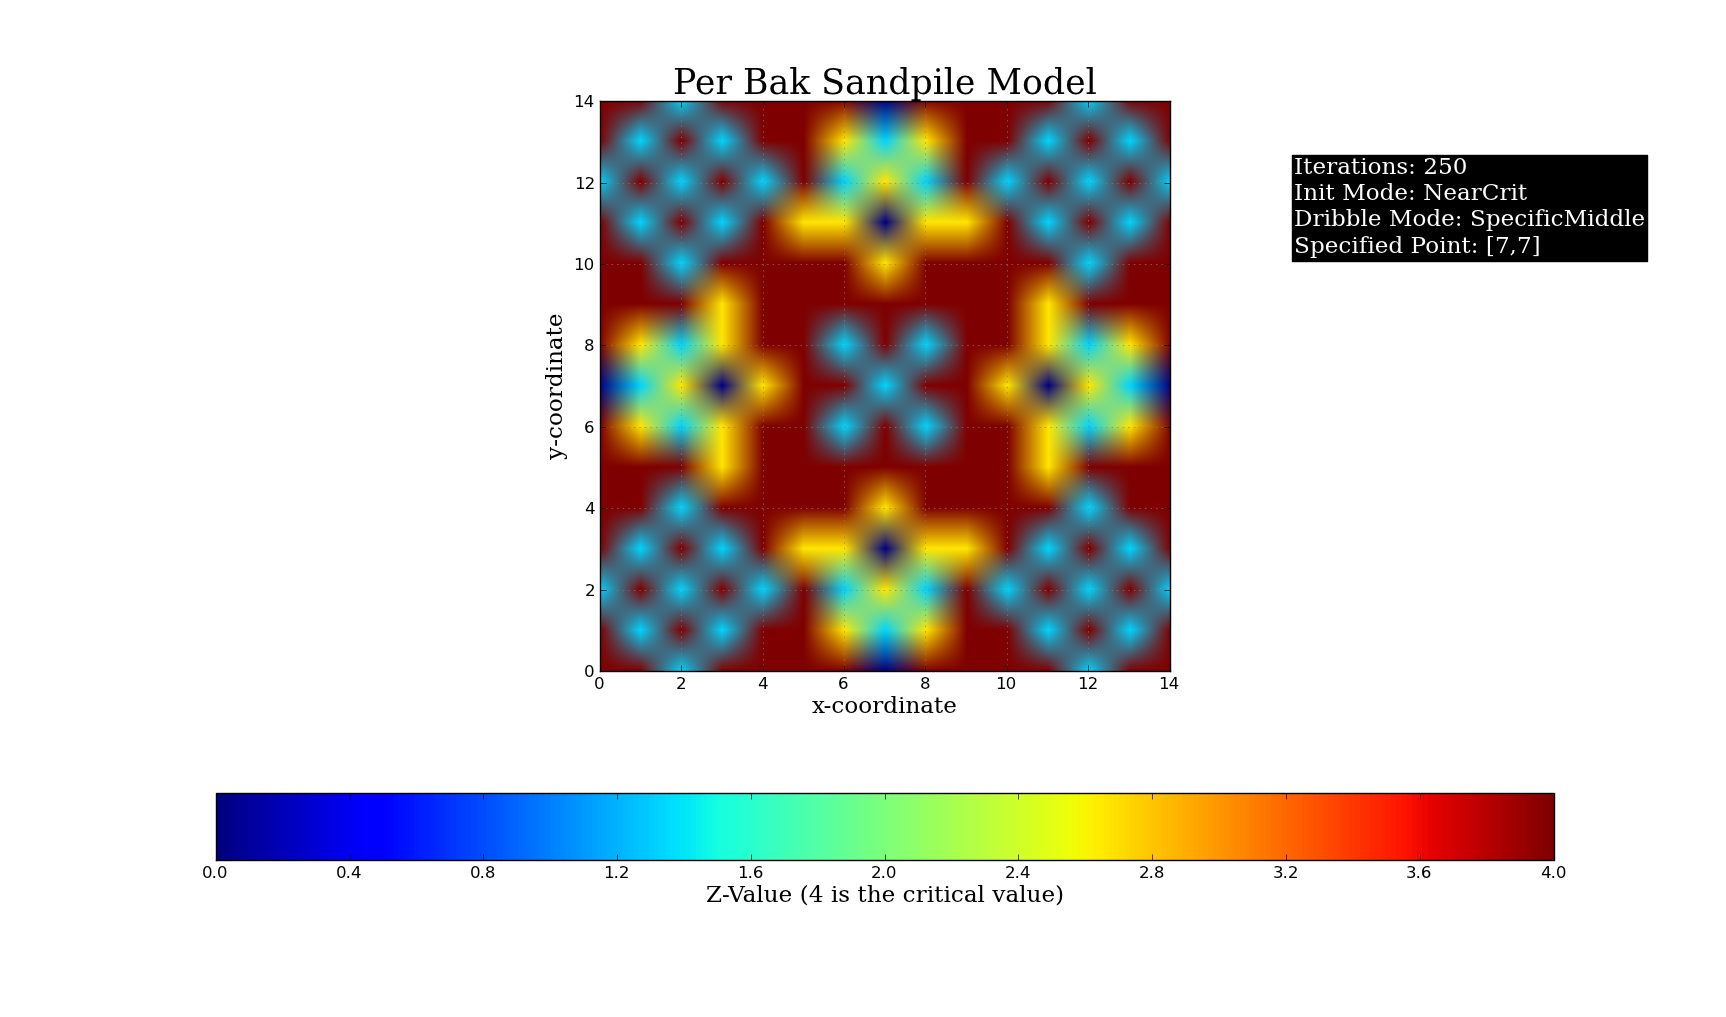 Per Bak Sandpile Model
14
12
10
8
6
4
2
0
y-coordinate
0 2 4 6 8 10 12 14
x-coordinate
Iterations: 250
Init Mode: NearCrit
Dribble Mode: SpecificMiddle
Specified Point: [7,7]
0.0 0.4 0.8 1.2 1.6 2.0 2.4 2.8 3.2 3.6 4.0
Z-Value (4 is the critical value)